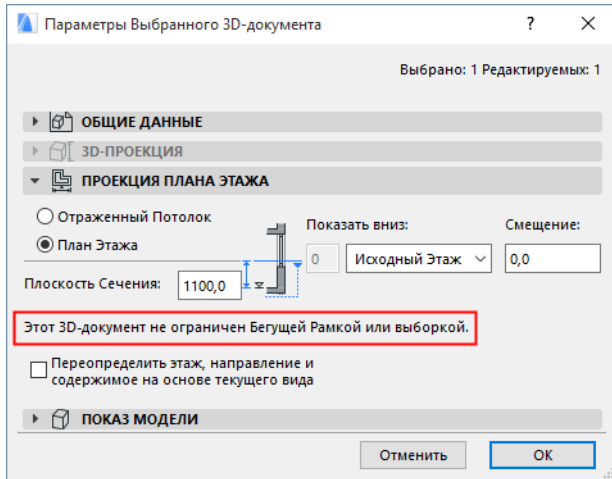 Параметры Выбранного 3D-документа ? ×
Выбрано: 1 Редактируемых: 1
ОБЩИЕ ДАННЫЕ
3D-ПРОЕКЦИЯ
ПРОЕКЦИЯ ПЛАНА ЭТАЖА
Отраженный Потолок
План Этажа
Показать вниз: Смещение:
0 Исходный Этаж 0,0
Плоскость Сечения: 1100,0
Этот 3D-документ не ограничен Бегущей Рамкой или выборкой.
Переопределить этаж, направление и
содержимое на основе текущего вида
ПОКАЗ МОДЕЛИ
Отменить OK